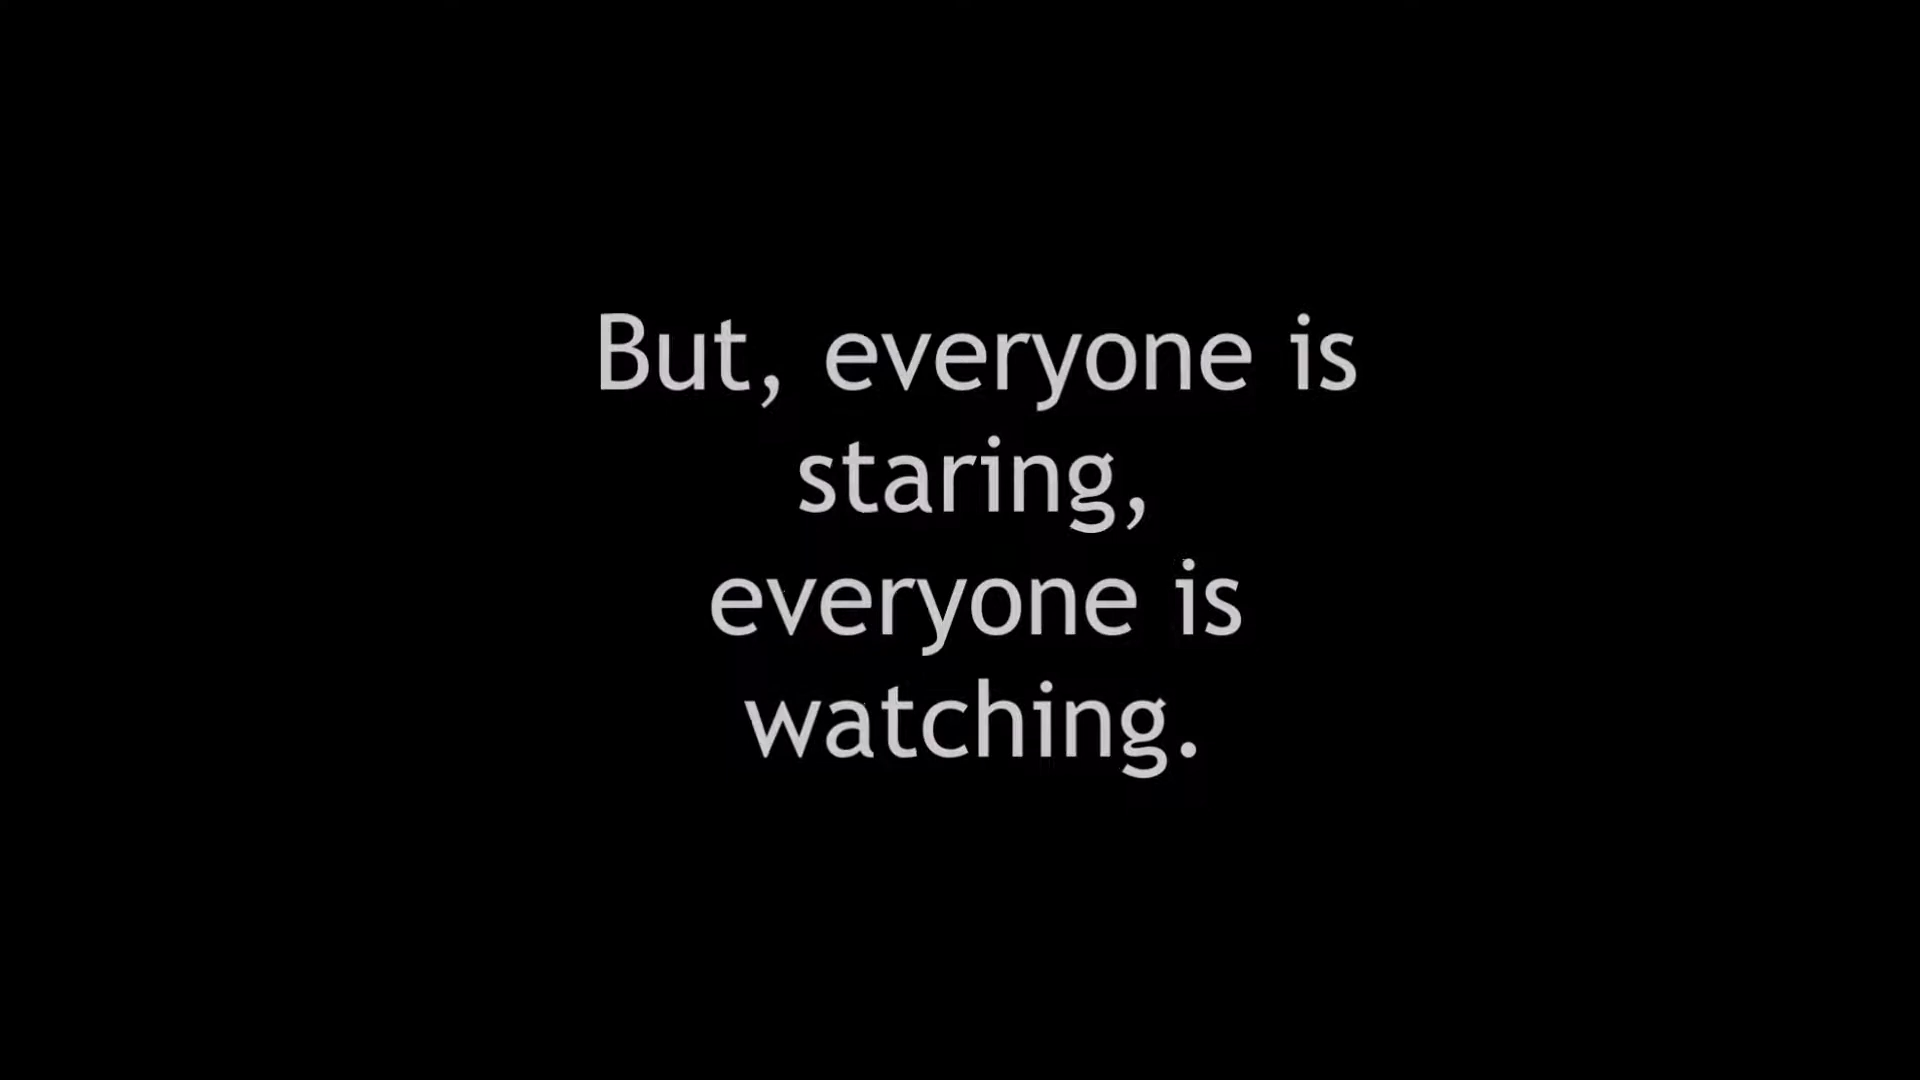 But, everyone is
staring,
everyone is
watching.